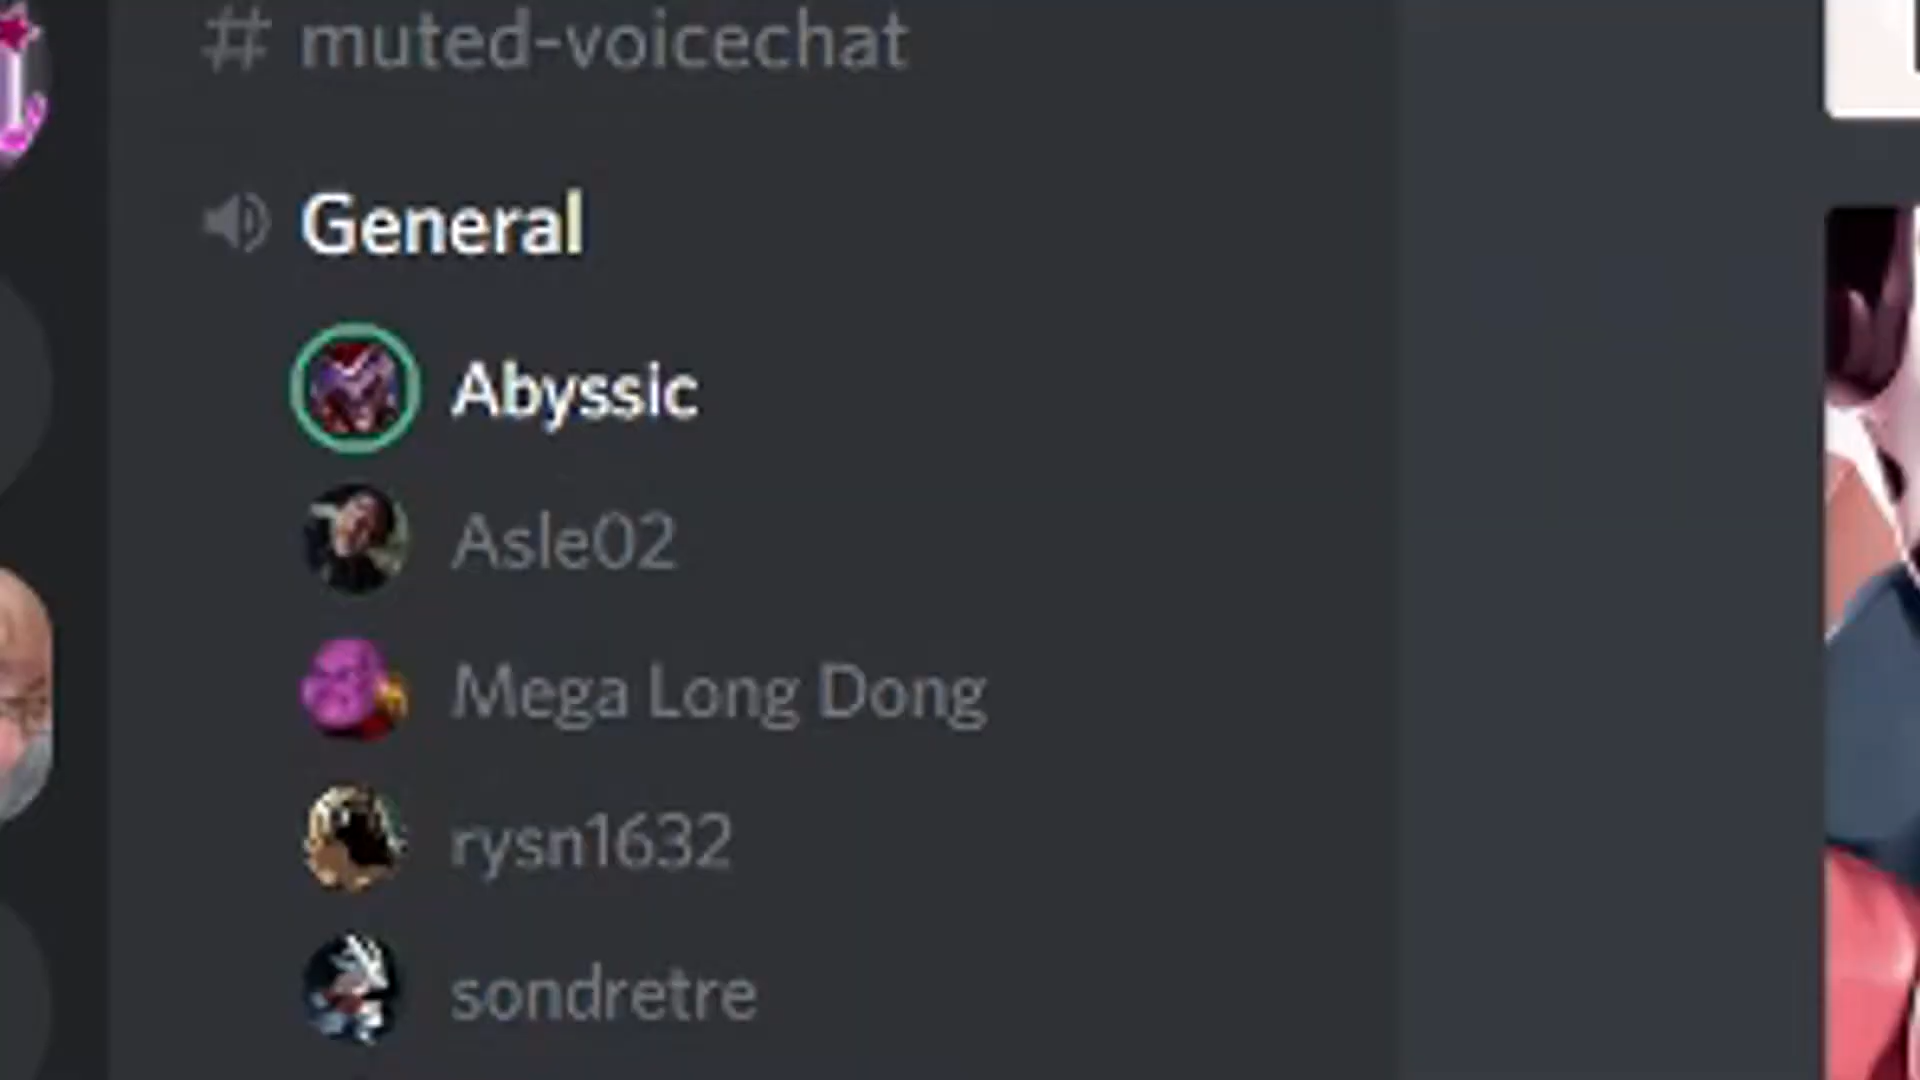 # muted-voicechat
General
Abyssic
Asle02
Mega Long Dong
rysn1632
sondretre